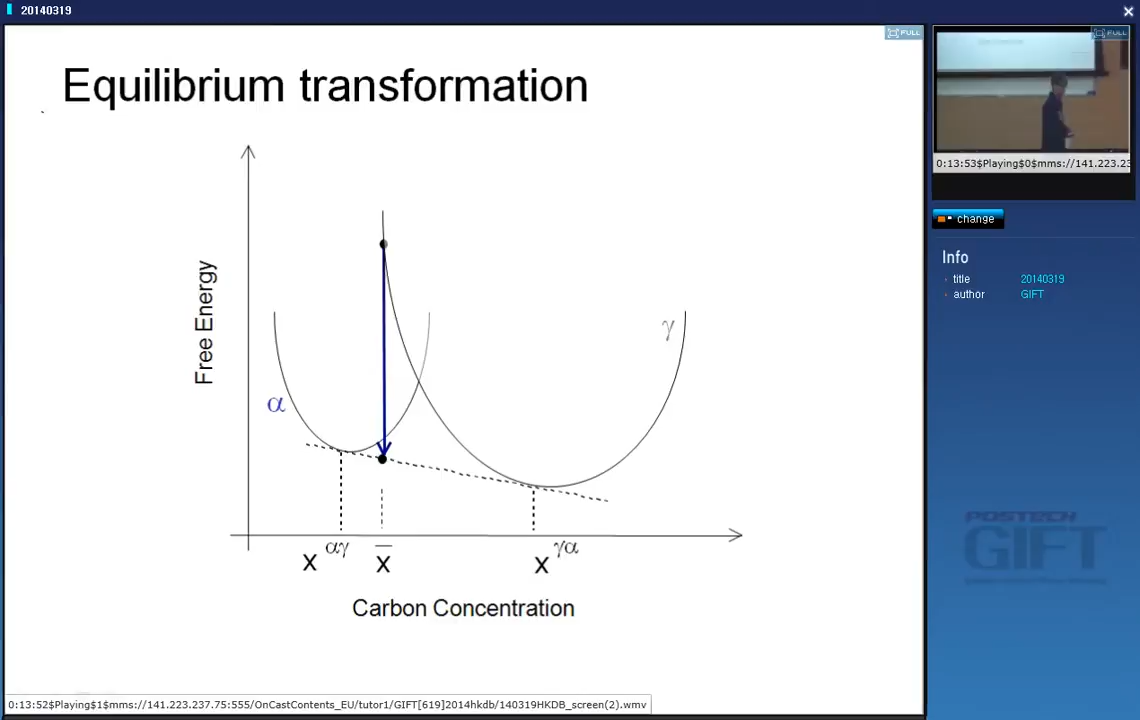 20140319
FULL
Equilibrium transformation
Free Energy
α
γ
x αγ
x̄
x γα
Carbon Concentration
FULL
0:13:53$Playing$0$mms://141.223.23
change
Info
title 20140319
author GIFT
POSTECH
GIFT
0:13:52$Playing$1$mms://141.223.237.75:555/OnCastContents_EU/tutor1/GIFT[619]2014hkdb/140319HKDB_screen(2).wmv